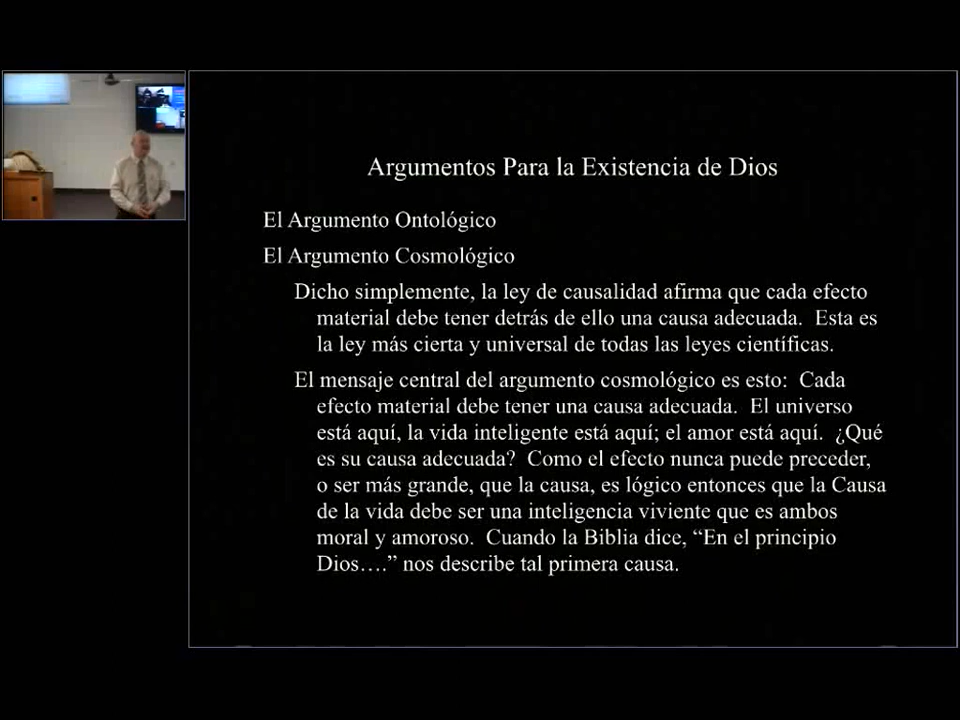 Argumentos Para la Existencia de Dios
El Argumento Ontológico
El Argumento Cosmológico
Dicho simplemente, la ley de causalidad afirma que cada efecto
material debe tener detrás de ello una causa adecuada.  Esta es
la ley más cierta y universal de todas las leyes científicas.
El mensaje central del argumento cosmológico es esto:  Cada
efecto material debe tener una causa adecuada.  El universo
está aquí, la vida inteligente está aquí; el amor está aquí.  ¿Qué
es su causa adecuada?  Como el efecto nunca puede preceder,
o ser más grande, que la causa, es lógico entonces que la Causa
de la vida debe ser una inteligencia viviente que es ambos
moral y amoroso.  Cuando la Biblia dice, “En el principio
Dios….” nos describe tal primera causa.